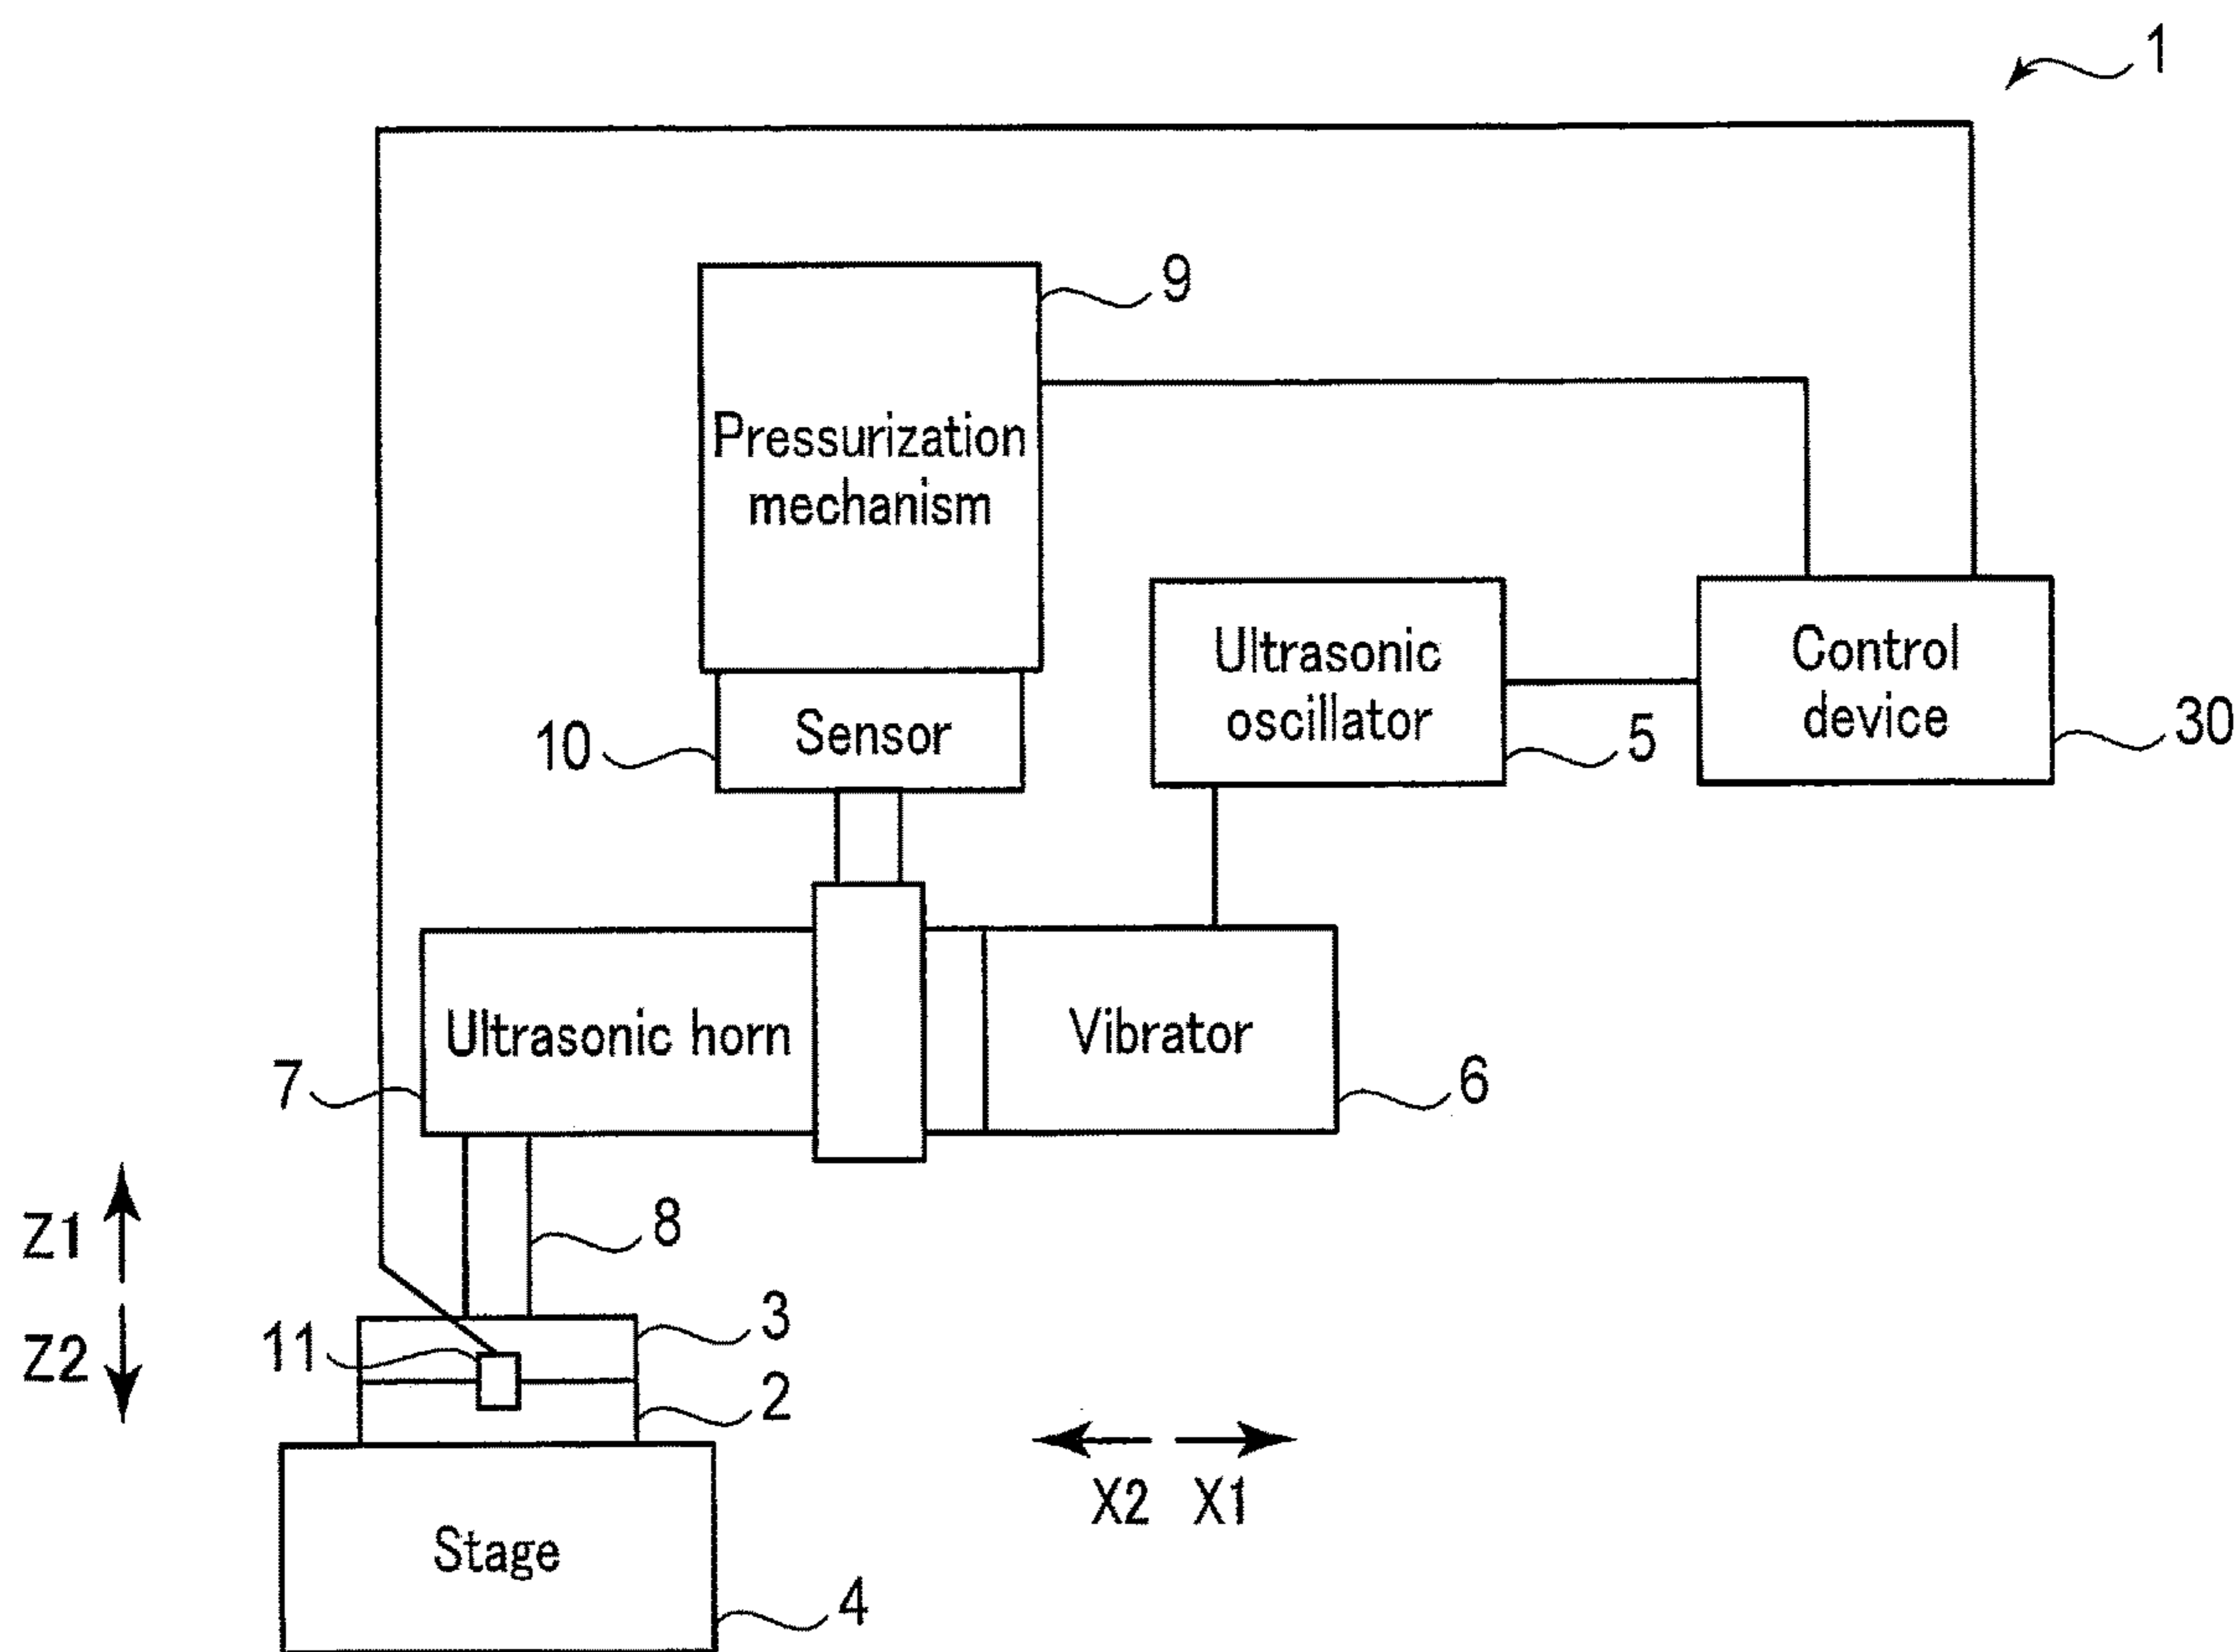 1
9
Pressurization
mechanism
Ultrasonic
oscillator
Control
device
Sensor
10
5
30
Ultrasonic horn
Vibrator
7
6
Z1
8
Z2
11
3
2
X2
X1
Stage
4